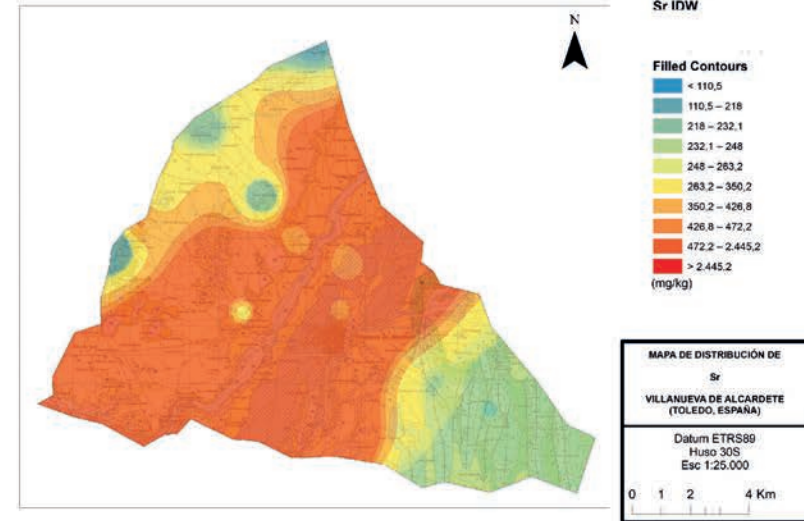 N
Sr IDW
Filled Contours
< 110,5
110,5 – 218
218 – 232,1
232,1 – 248
248 – 263,2
263,2 – 350,2
350,2 – 426,8
426,8 – 472,2
472,2 – 2.445,2
> 2.445,2
(mg/kg)
MAPA DE DISTRIBUCIÓN DE
Sr
VILLANUEVA DE ALCARDETE
(TOLEDO, ESPAÑA)
Datum ETRS89
Huso 30S
Esc 1:25.000
0 1 2 4 Km